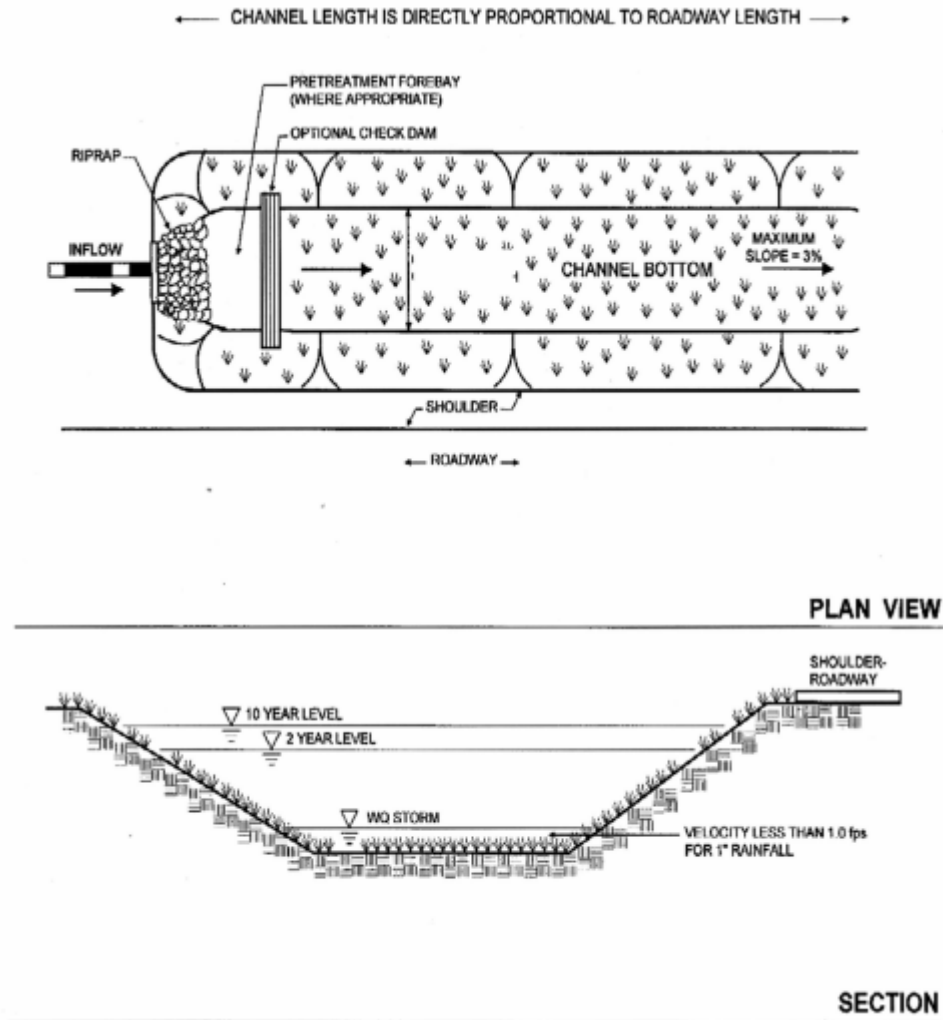 CHANNEL LENGTH IS DIRECTLY PROPORTIONAL TO ROADWAY LENGTH
PRETREATMENT FOREBAY
(WHERE APPROPRIATE)
OPTIONAL CHECK DAM
RIPRAP
INFLOW
MAXIMUM
SLOPE = 3%
CHANNEL BOTTOM
SHOULDER
ROADWAY
PLAN VIEW
SHOULDER-
ROADWAY
10 YEAR LEVEL
2 YEAR LEVEL
WQ STORM
VELOCITY LESS THAN 1.0 fps
FOR 1" RAINFALL
SECTION